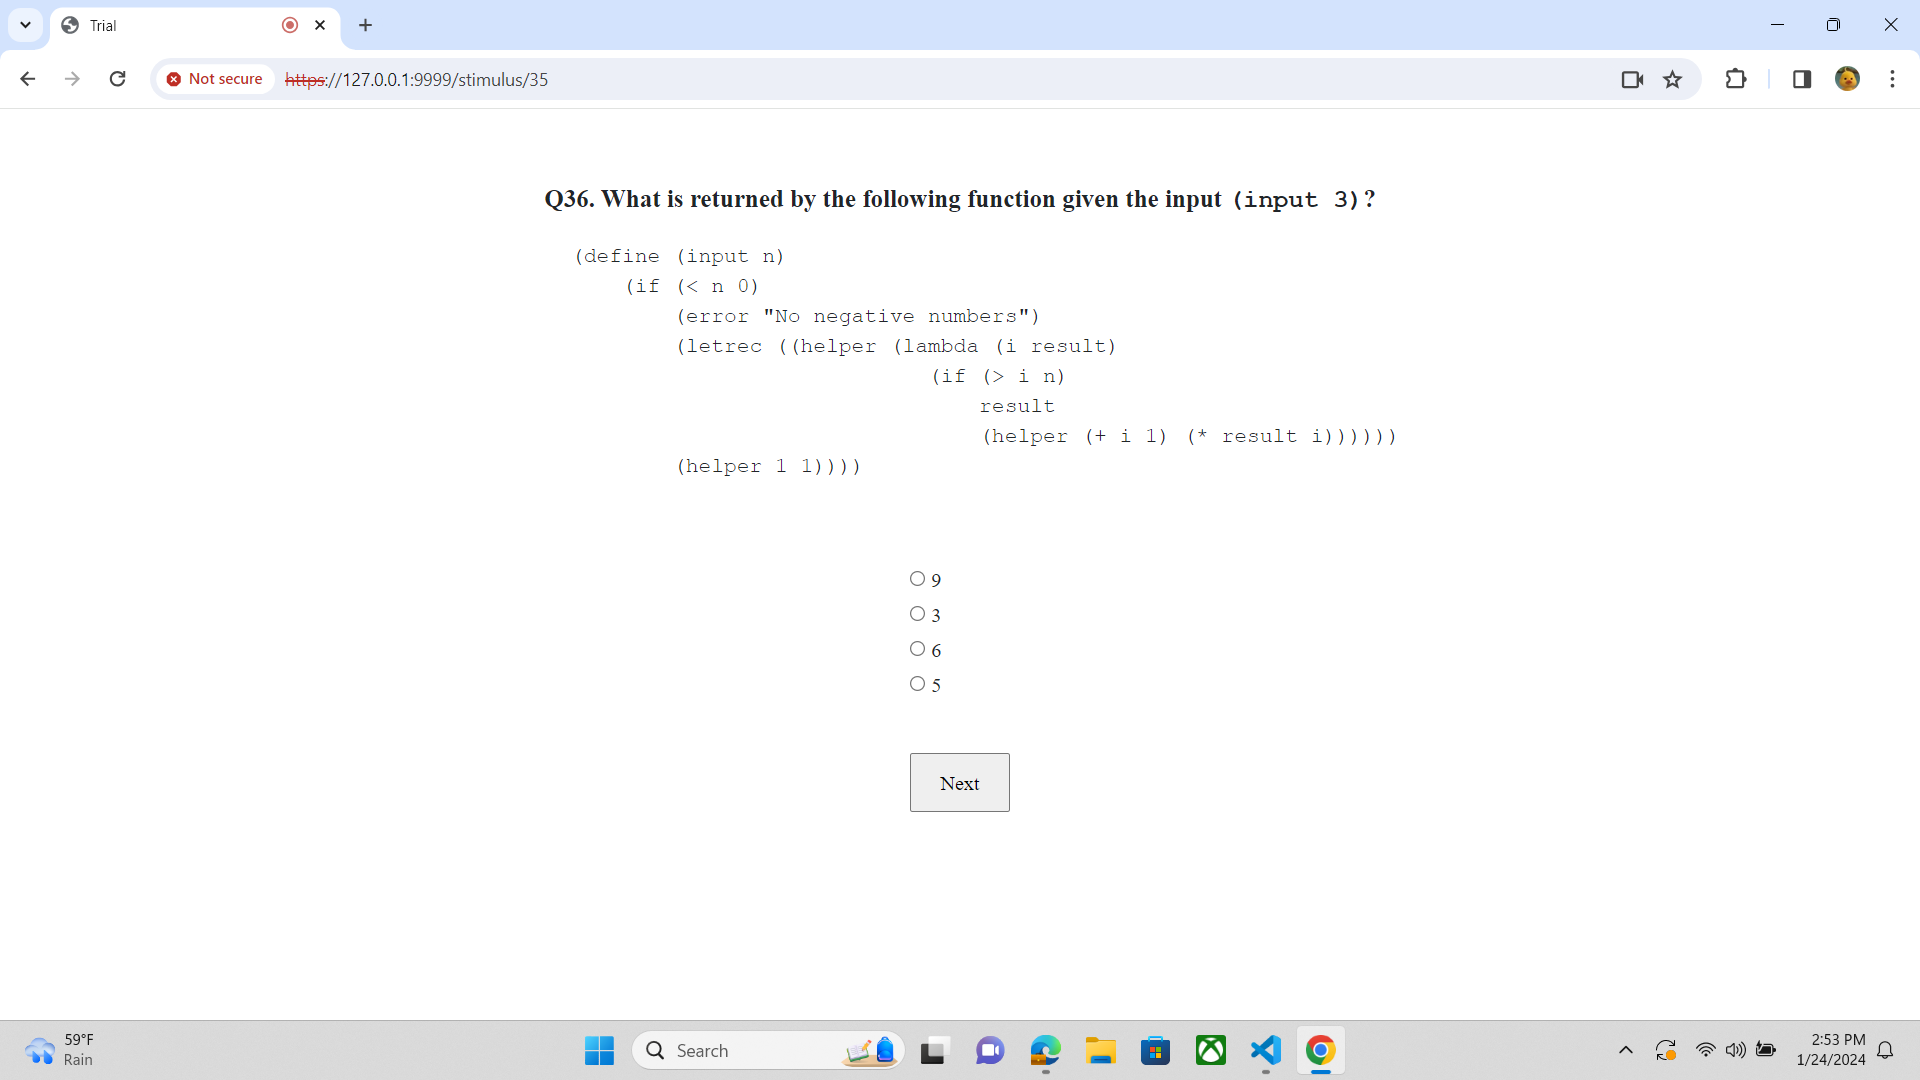 Trial
Not secure https://127.0.0.1:9999/stimulus/35
Q36. What is returned by the following function given the input (input 3)?
(define (input n)
(if (< n 0)
(error "No negative numbers")
(letrec ((helper (lambda (i result)
(if (> i n)
result
(helper (+ i 1) (* result i))))))
(helper 1 1))))
9
3
6
5
Next
59°F
Rain
Search
2:53 PM
1/24/2024